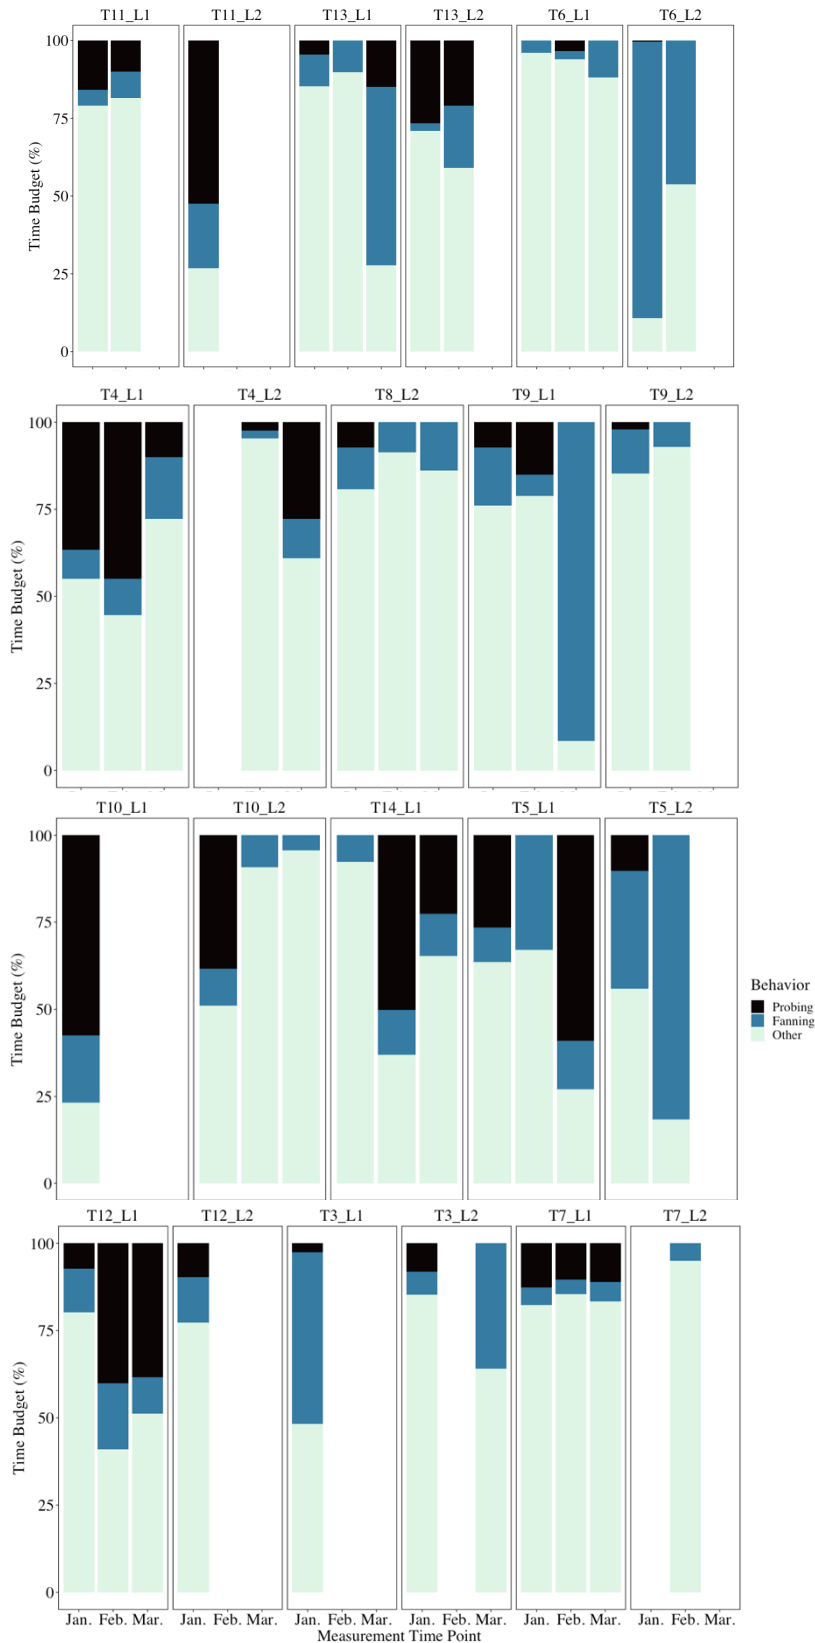 T11_L1 T11_L2 T13_L1 T13_L2 T6_L1 T6_L2
100
75
50
25
0
Time Budget (%)
T4_L1 T4_L2 T8_L2 T9_L1 T9_L2
100
75
50
25
0
Time Budget (%)
T10_L1 T10_L2 T14_L1 T5_L1 T5_L2
100
75
50
25
0
Time Budget (%)
Behavior
Probing
Fanning
Other
T12_L1 T12_L2 T3_L1 T3_L2 T7_L1 T7_L2
100
75
50
25
0
Time Budget (%)
Jan. Feb. Mar. Jan. Feb. Mar. Jan. Feb. Mar. Jan. Feb. Mar. Jan. Feb. Mar. Jan. Feb. Mar.
Measurement Time Point